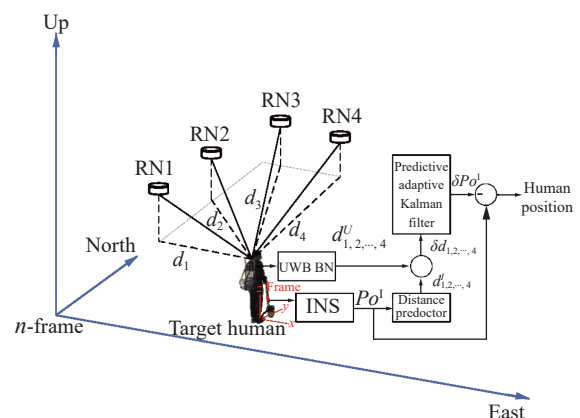 Up
RN3
RN2
RN4
RN1
Predictive
adaptive
Kalman
filter
δPo^I
-
Human
position
d_1
d_2
d_3
d_4
d^U_{1, 2,···, 4}
δd_{1,2,···, 4}
North
UWB BN
d^I_{1,2,···, 4}
Frame
INS
Po^I
Distance
predoctor
y
x
Target human
n-frame
East